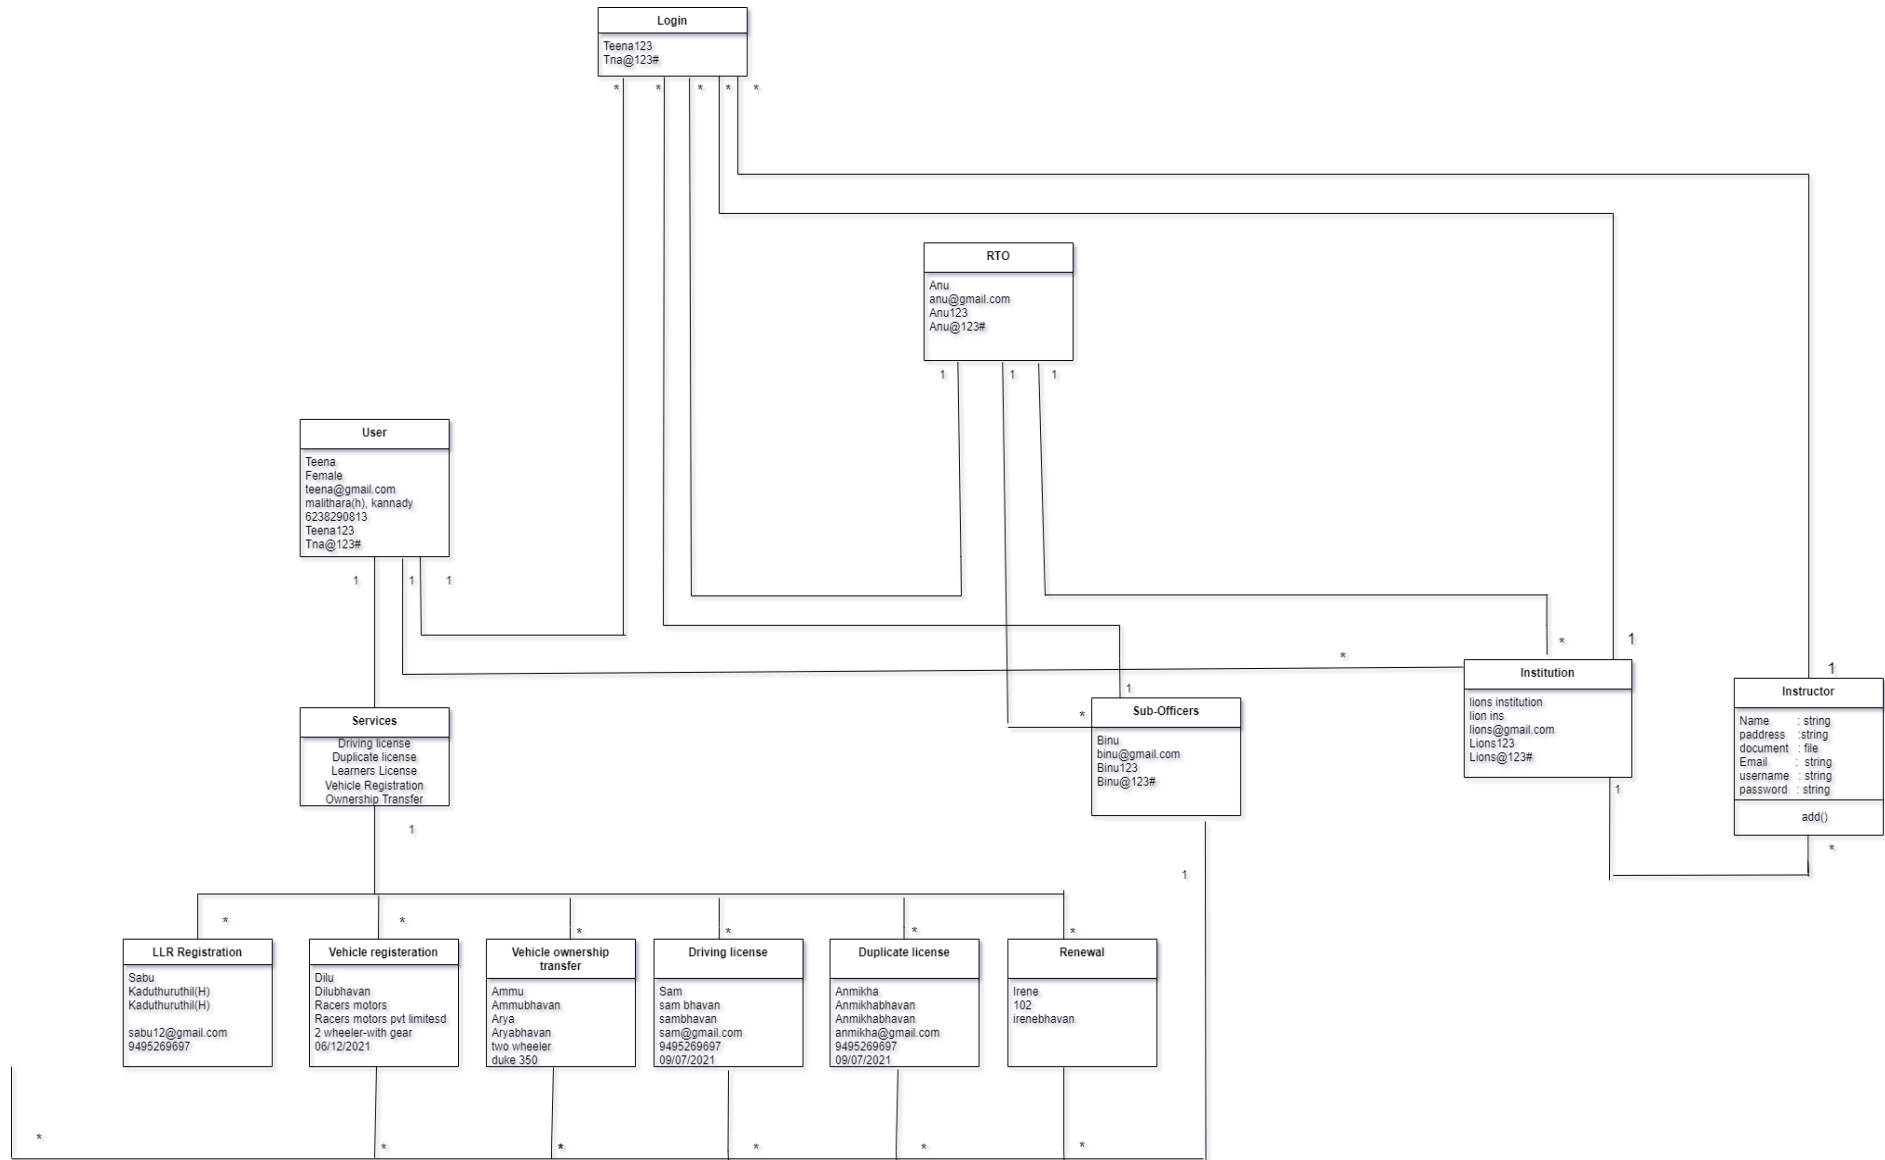 Login
Teena123
Tna@123#
*
*
*
*
*
RTO
Anu
anu@gmail.com
Anu123
Anu@123#
1
1
1
User
Teena
Female
teena@gmail.com
malithara(h), kannady
6238290813
Teena123
Tna@123#
1
1
1
*
*
1
1
1
*
Services
Driving license
Duplicate license
Learners License
Vehicle Registration
Ownership Transfer
1
Sub-Officers
Binu
binu@gmail.com
Binu123
Binu@123#
1
Institution
lions institution
lion ins
lions@gmail.com
Lions123
Lions@123#
1
Instructor
Name : string
paddress :string
document : file
Email : string
username : string
password : string
add()
*
*
*
*
*
*
*
LLR Registration
Sabu
Kaduthuruthil(H)
Kaduthuruthil(H)
sabu12@gmail.com
9495269697
Vehicle registeration
Dilu
Dilubhavan
Racers motors
Racers motors pvt limitesd
2 wheeler-with gear
06/12/2021
Vehicle ownership
transfer
Ammu
Ammubhavan
Arya
Aryabhavan
two wheeler
duke 350
Driving license
Sam
sam bhavan
sambhavan
sam@gmail.com
9495269697
09/07/2021
Duplicate license
Anmikha
Anmikhabhavan
Anmikhabhavan
anmikha@gmail.com
9495269697
09/07/2021
Renewal
Irene
102
irenebhavan
*
*
*
*
*
*